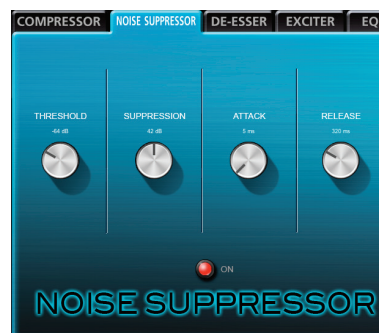 COMPRESSOR NOISE SUPPRESSOR DE-ESSER EXCITER EQ
THRESHOLD SUPPRESSION ATTACK RELEASE
-64 dB 42 dB 5 ms 320 ms
ON
NOISE SUPPRESSOR